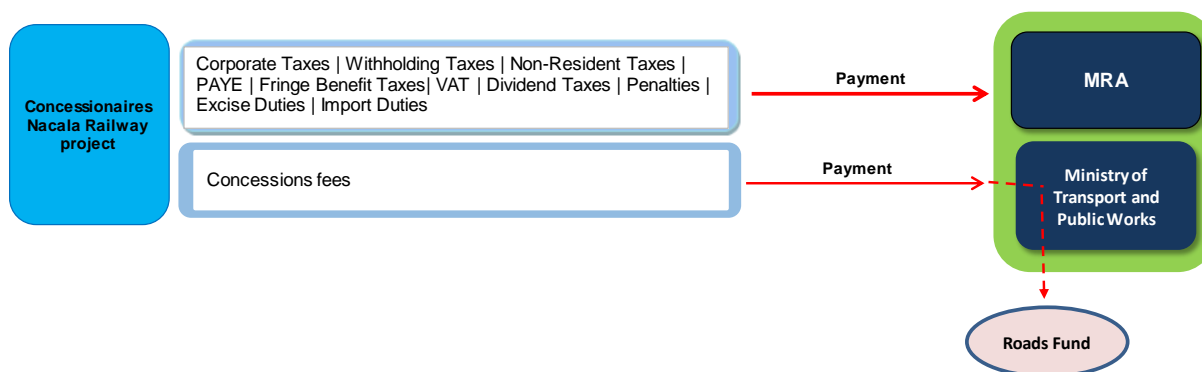 Concessionaires
Nacala Railway
project
Corporate Taxes | Withholding Taxes | Non-Resident Taxes |
PAYE | Fringe Benefit Taxes| VAT | Dividend Taxes | Penalties |
Excise Duties | Import Duties
Payment
MRA
Concessions fees
Payment
Ministry of
Transport and
Public Works
Roads Fund